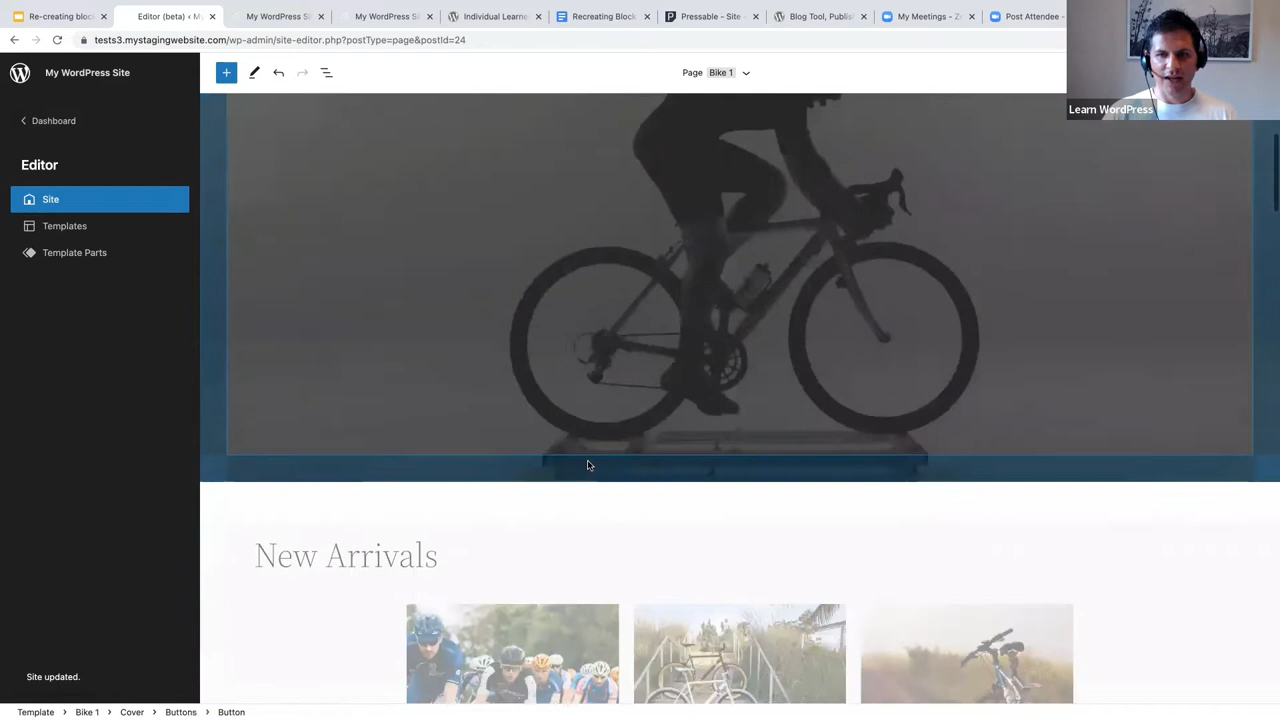 Re-creating block
Editor (beta) ‹ My
My WordPress Si
My WordPress Si
Individual Learne
Recreating Block
Pressable - Site
Blog Tool, Publis
My Meetings - Z
Post Attendee -
tests3.mystagingwebsite.com/wp-admin/site-editor.php?postType=page&postId=24
My WordPress Site
Page Bike 1
Learn WordPress
Dashboard
Editor
Site
Templates
Template Parts
New Arrivals
Site updated.
Template > Bike 1 > Cover > Buttons > Button